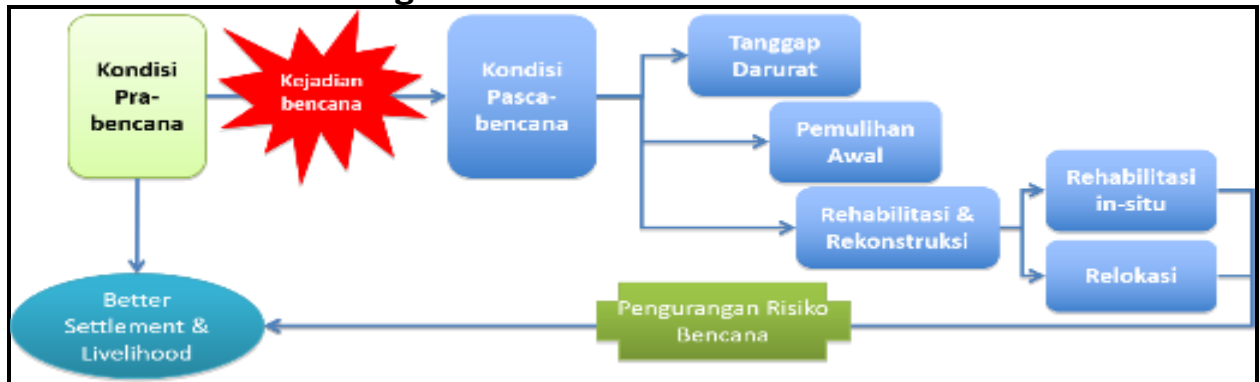 Kondisi
Pra-
bencana
Kejadian
bencana
Kondisi
Pasca-
bencana
Tanggap
Darurat
Pemulihan
Awal
Rehabilitasi &
Rekonstruksi
Rehabilitasi
in-situ
Relokasi
Better
Settlement &
Livelihood
Pengurangan Risiko
Bencana